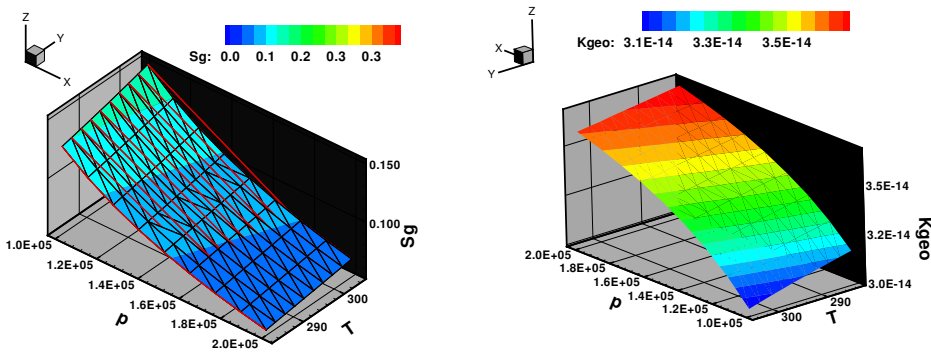 Z
Y
X
Sg: 0.0 0.1 0.2 0.3 0.3
0.150
0.100
Sg
1.0E+05
1.2E+05
1.4E+05
1.6E+05
1.8E+05
2.0E+05
p
290
300
T
Z
X
Y
Kgeo: 3.1E-14 3.3E-14 3.5E-14
3.5E-14
3.2E-14
3.0E-14
Kgeo
2.0E+05
1.8E+05
1.6E+05
1.4E+05
1.2E+05
1.0E+05
p
300
290
T